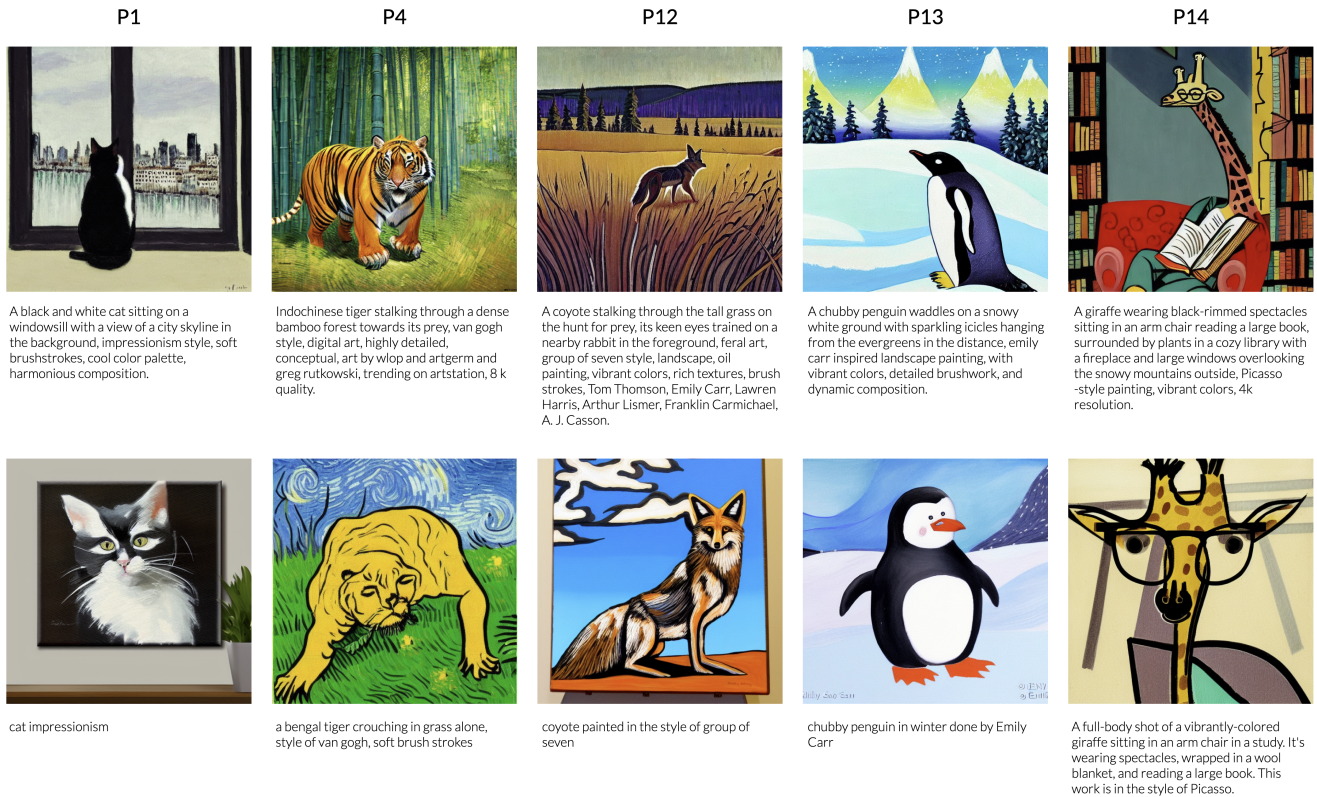 P1
P4
P12
P13
P14
A black and white cat sitting on a
windowsill with a view of a city skyline in
the background, impressionism style, soft
brushstrokes, cool color palette,
harmonious composition.
Indochinese tiger stalking through a dense
bamboo forest towards its prey, van gogh
style, digital art, highly detailed,
conceptual, art by wlop and artgerm and
greg rutkowski, trending on artstation, 8 k
quality.
A coyote stalking through the tall grass on
the hunt for prey, its keen eyes trained on a
nearby rabbit in the foreground, feral art,
group of seven style, landscape, oil
painting, vibrant colors, rich textures, brush
strokes, Tom Thomson, Emily Carr, Lawren
Harris, Arthur Lismer, Franklin Carmichael,
A. J. Casson.
A chubby penguin waddles on a snowy
white ground with sparkling icicles hanging
from the evergreens in the distance, emily
carr inspired landscape painting, with
vibrant colors, detailed brushwork, and
dynamic composition.
A giraffe wearing black-rimmed spectacles
sitting in an arm chair reading a large book,
surrounded by plants in a cozy library with
a fireplace and large windows overlooking
the snowy mountains outside, Picasso
-style painting, vibrant colors, 4k
resolution.
cat impressionism
a bengal tiger crouching in grass alone,
style of van gogh, soft brush strokes
coyote painted in the style of group of
seven
chubby penguin in winter done by Emily
Carr
A full-body shot of a vibrantly-colored
giraffe sitting in an arm chair in a study. It's
wearing spectacles, wrapped in a wool
blanket, and reading a large book. This
work is in the style of Picasso.